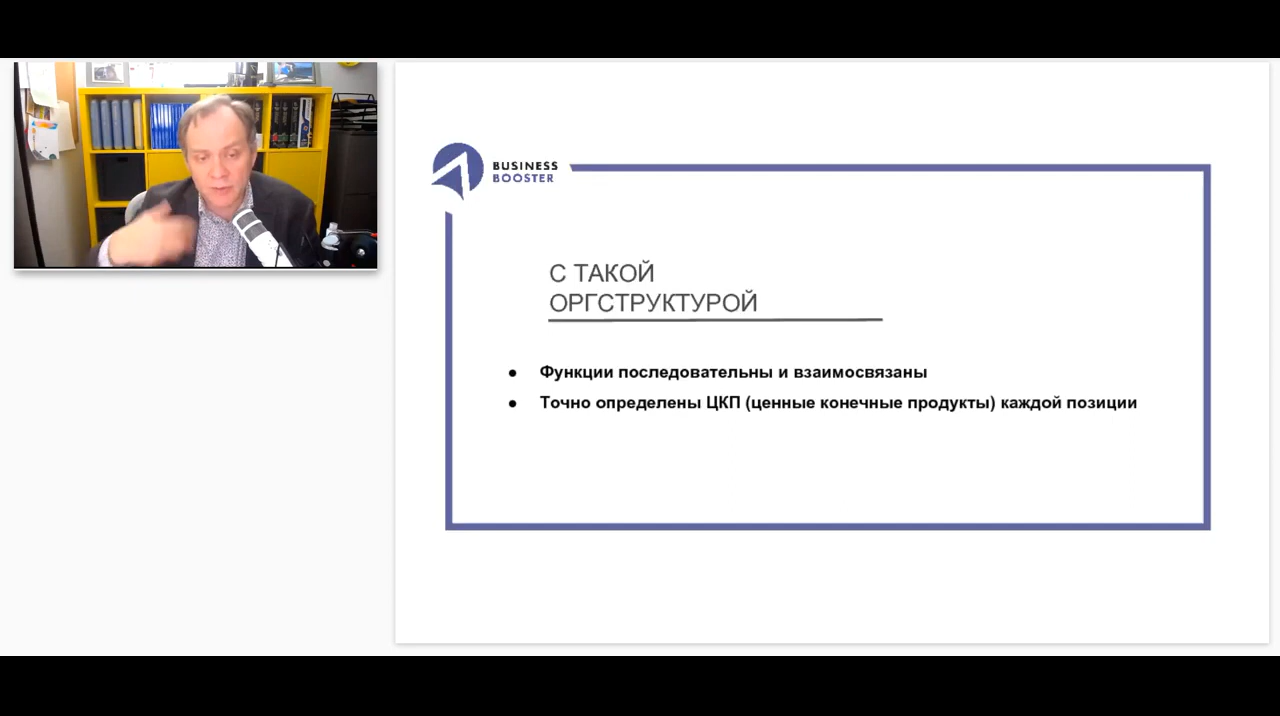 BUSINESS
BOOSTER
С ТАКОЙ
ОРГСТРУКТУРОЙ
● Функции последовательны и взаимосвязаны
● Точно определены ЦКП (ценные конечные продукты) каждой позиции